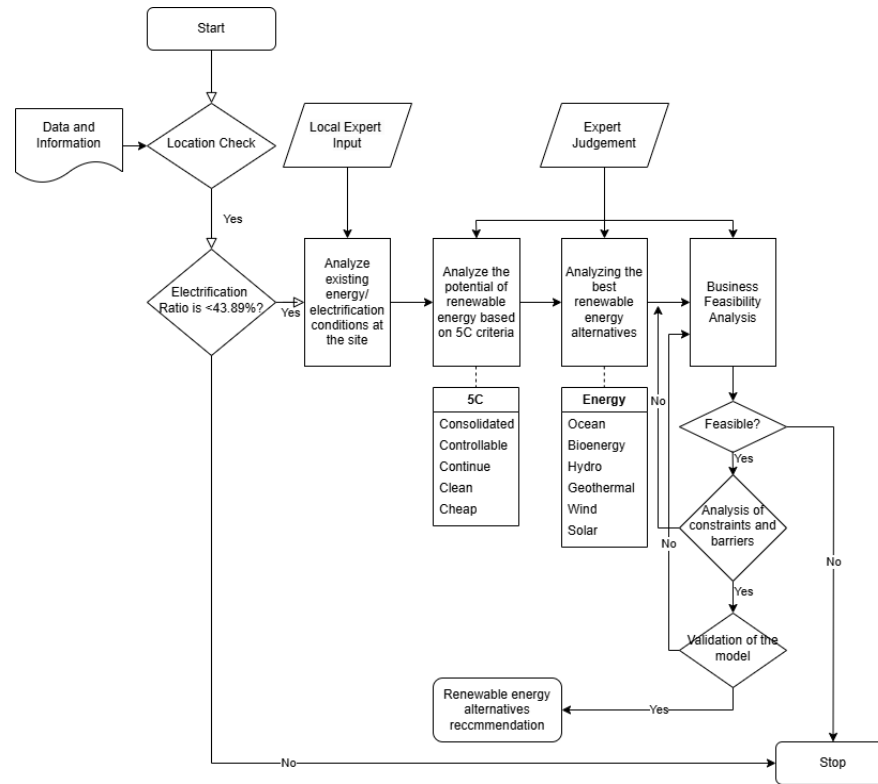 Start
Data and
Information
Location Check
Local Expert
Input
Expert
Judgement
Yes
Electrification
Ratio is <43.89%?
Yes
Analyze
existing
energy/
electrification
conditions at
the site
Analyze the
potential of
renewable
energy based
on 5C criteria
Analyzing the
best
renewable
energy
alternatives
Business
Feasibility
Analysis
5C
Consolidated
Controllable
Continue
Clean
Cheap
Energy
Ocean
Bioenergy
Hydro
Geothermal
Wind
Solar
No
Feasible?
Yes
Analysis of
constraints and
barriers
No
No
Yes
Validation of the
model
Renewable energy
alternatives
reccmmendation
Yes
No
Stop